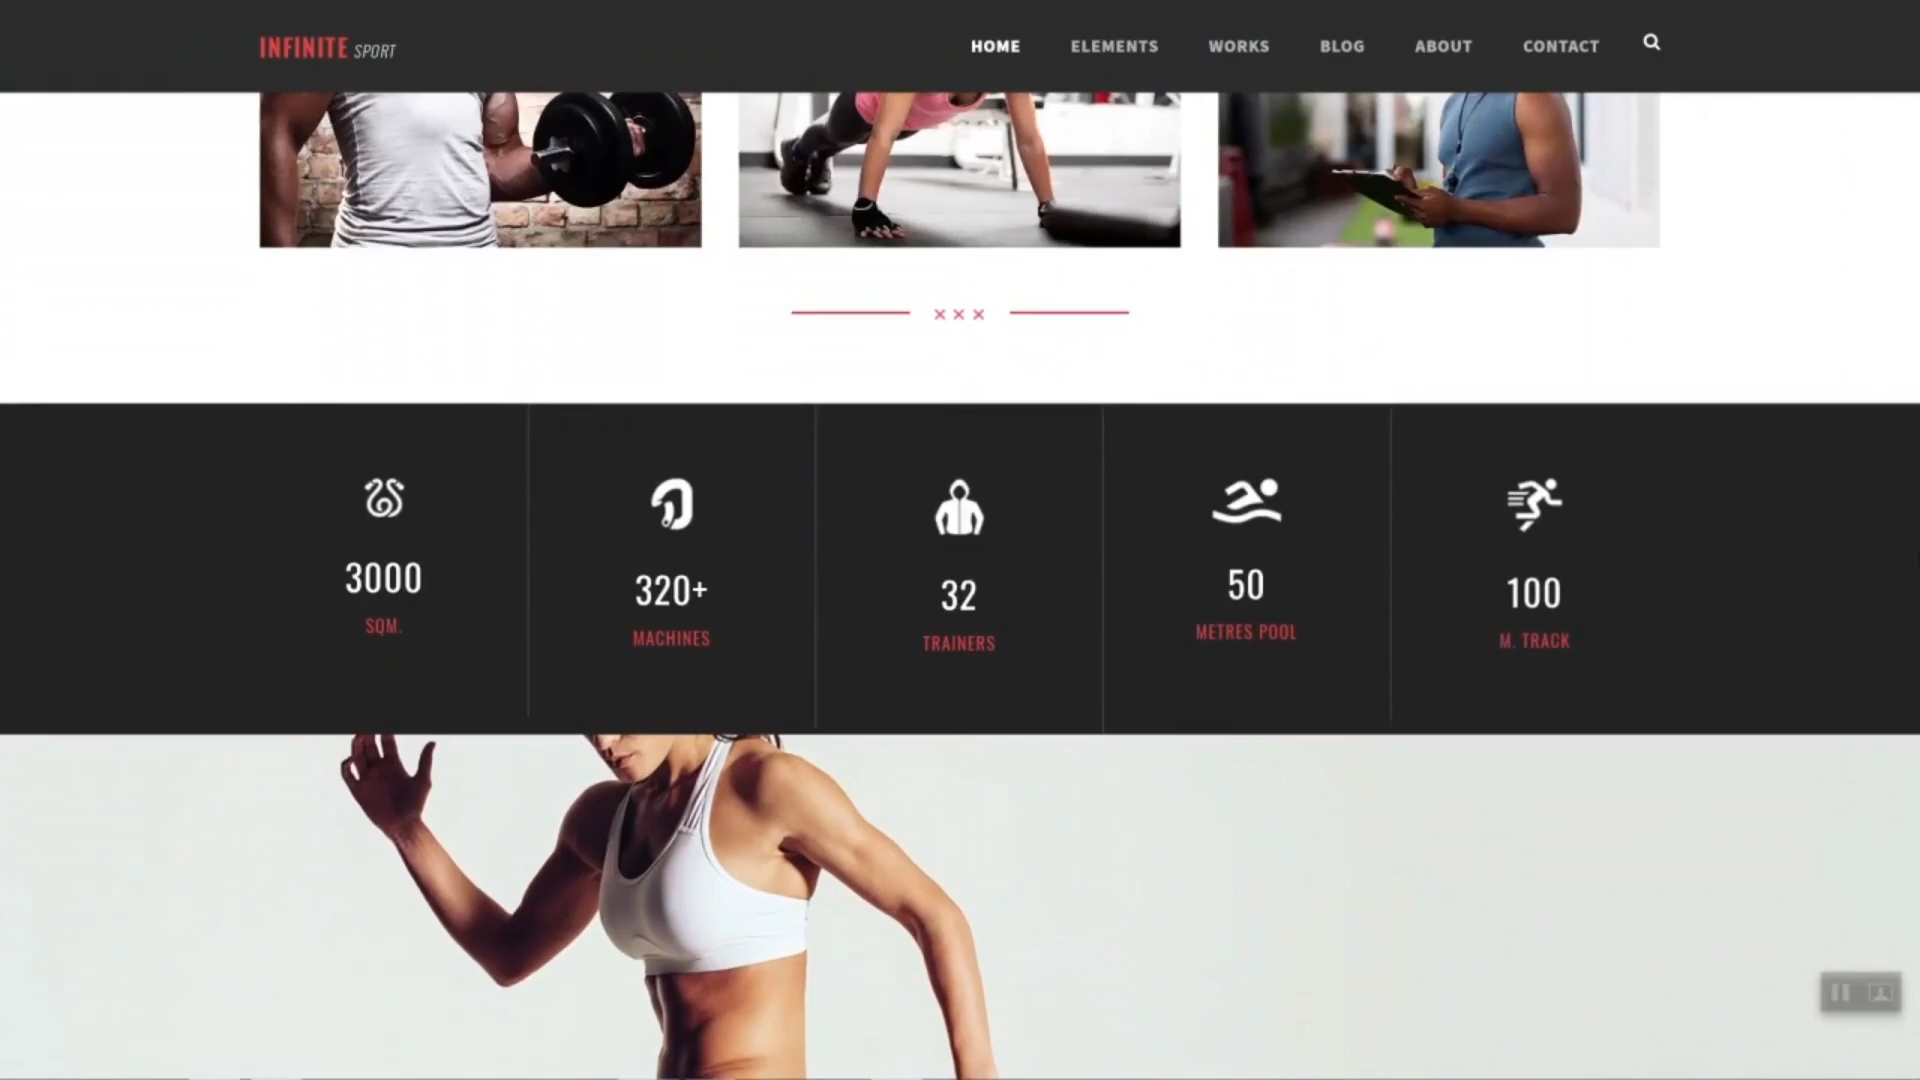 INFINITE SPORT
HOME ELEMENTS WORKS BLOG ABOUT CONTACT
3000
SQM.
320+
MACHINES
32
TRAINERS
50
METRES POOL
100
M. TRACK